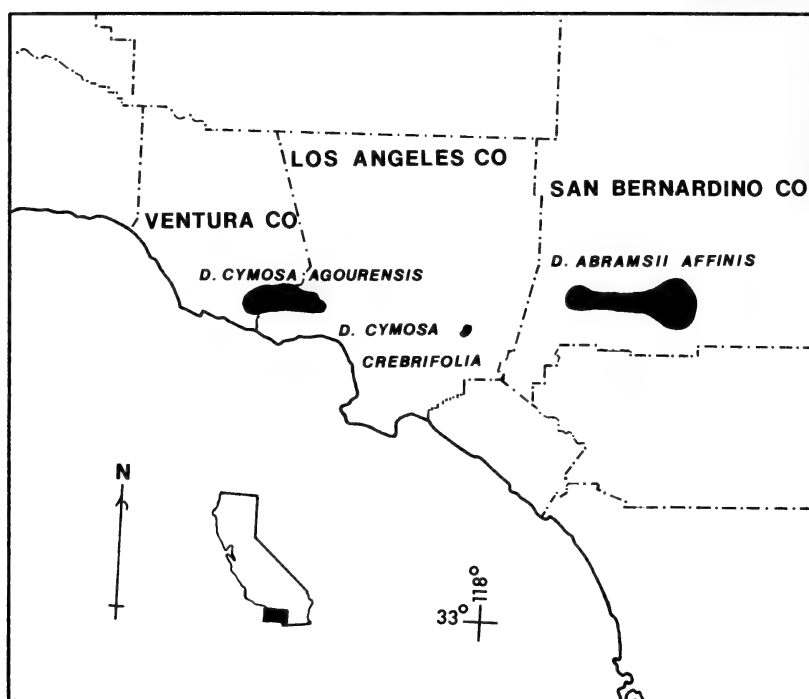 LOS ANGELES CO
SAN BERNARDINO CO
VENTURA CO
D. CYMOSA AGOURENSIS
D. ABRAMSII AFFINIS
D. CYMOSA
CREBRIFOLIA
N
118°
33°